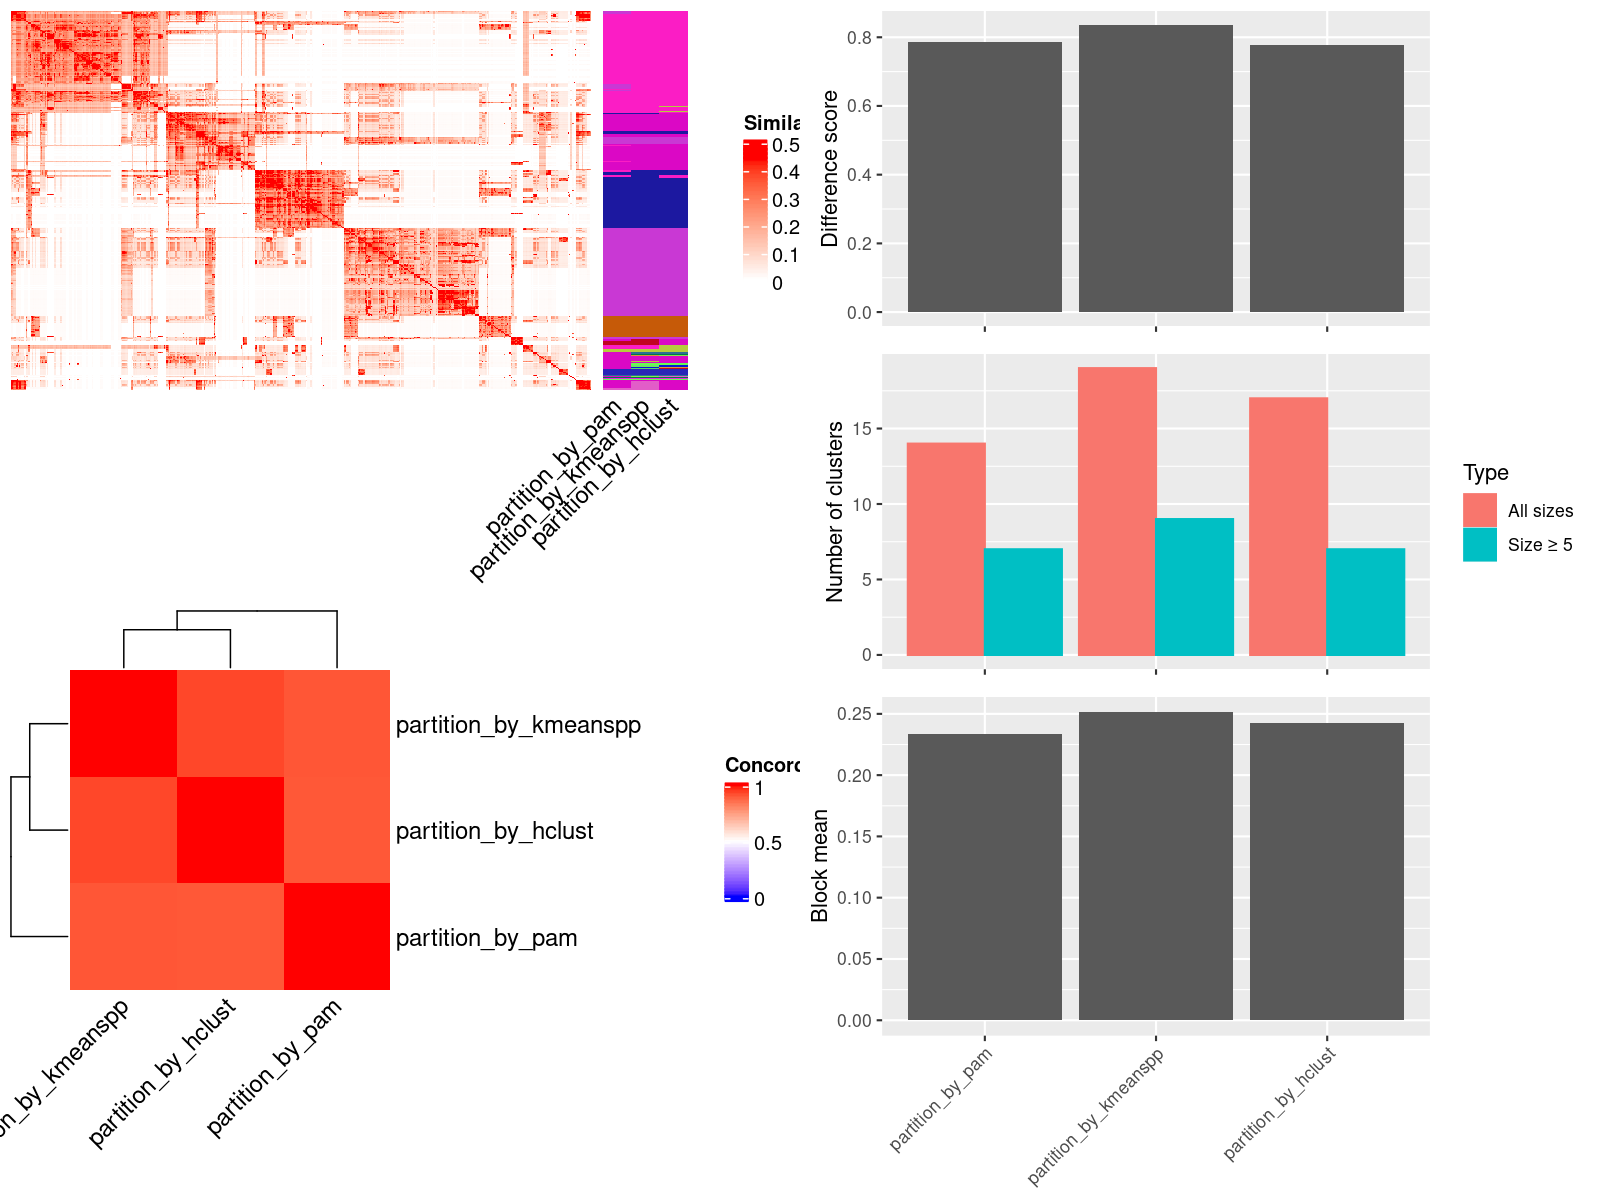 Simila
0.5
0.4
0.3
0.2
0.1
0
partition_by_pam
partition_by_kmeanspp
partition_by_hclust
partition_by_kmeanspp
partition_by_hclust
partition_by_pam
on_by_kmeanspp
partition_by_hclust
partition_by_pam
Concord
1
0.5
0
Difference score
0.8
0.6
0.4
0.2
0.0
Number of clusters
15
10
5
0
Type
All sizes
Size ≥ 5
Block mean
0.25
0.20
0.15
0.10
0.05
0.00
partition_by_pam
partition_by_kmeanspp
partition_by_hclust